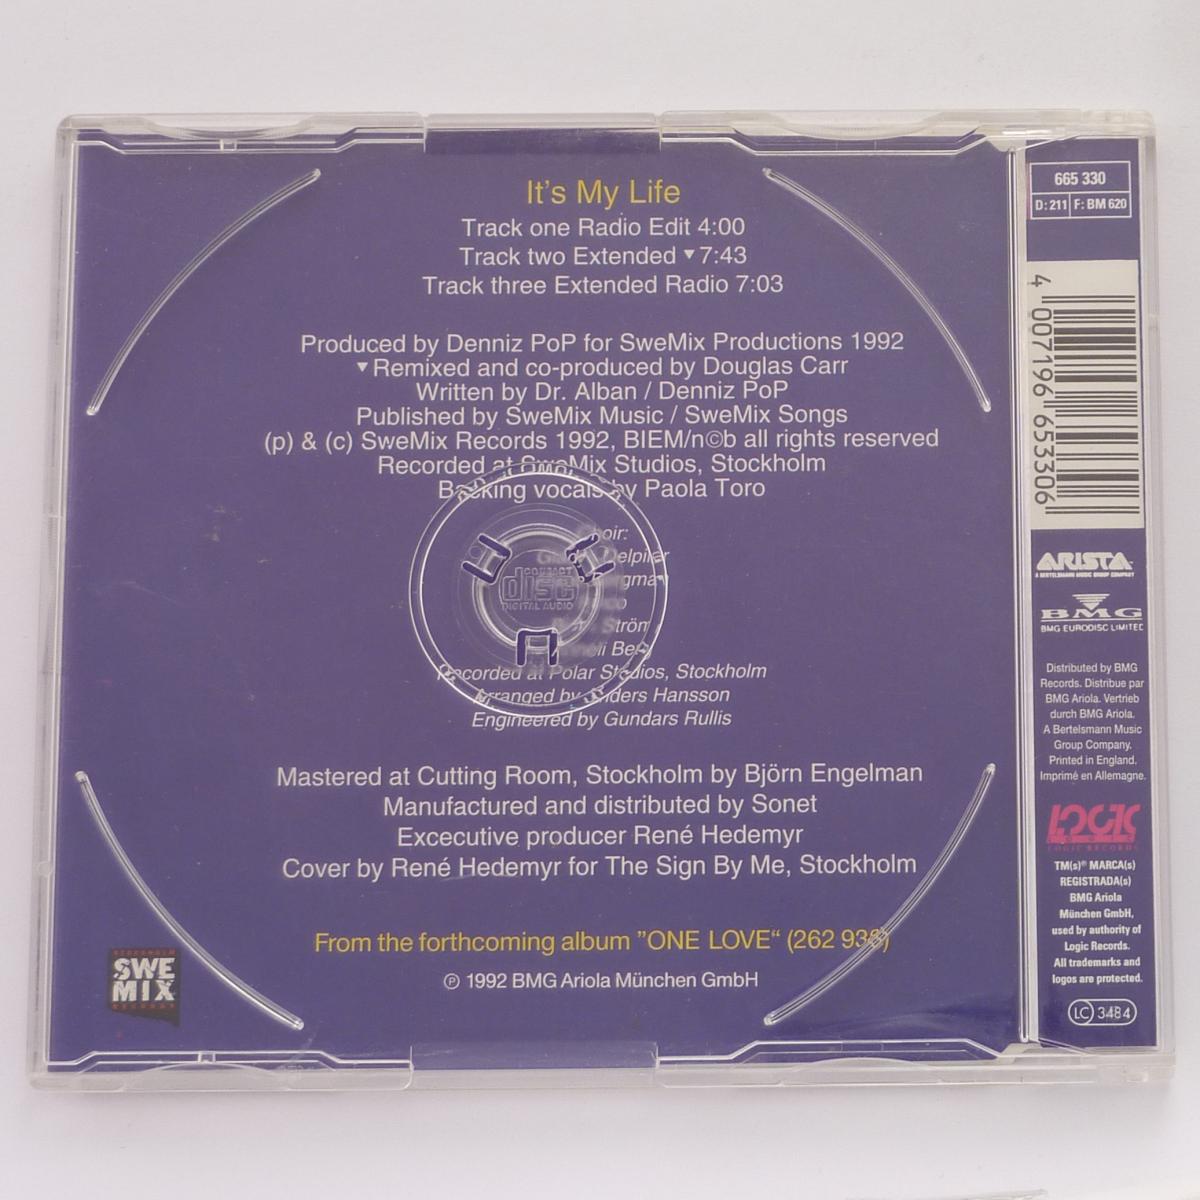 It's My Life
Track one Radio Edit 4:00
Track two Extended ▼7:43
Track three Extended Radio 7:03
Produced by Denniz PoP for SweMix Productions 1992
▼Remixed and co-produced by Douglas Carr
Written by Dr. Alban / Denniz PoP
Published by SweMix Music / SweMix Songs
(p) & (c) SweMix Records 1992, BIEM/n©b all rights reserved
Recorded at SweMix Studios, Stockholm
Backing vocals by Paola Toro
Ström
Recorded at Polar Studios, Stockholm
Arranged by Anders Hansson
Engineered by Gundars Rullis
COMPACT
disc
DIGITAL AUDIO
Mastered at Cutting Room, Stockholm by Björn Engelman
Manufactured and distributed by Sonet
Excecutive producer René Hedemyr
Cover by René Hedemyr for The Sign By Me, Stockholm
From the forthcoming album "ONE LOVE“ (262 938)
℗ 1992 BMG Ariola München GmbH
STOCKHOLM
SWE
MIX
RECORDS
665 330
D: 211 F: BM 620
4 007196 653306
ARISTA
A BERTELSMANN MUSIC GROUP COMPANY
BMG
BMG EURODISC LIMITED
Distributed by BMG
Records. Distribue par
BMG Ariola. Vertrieb
durch BMG Ariola.
A Bertelsmann Music
Group Company.
Printed in England.
Imprimé en Allemagne.
LOGIC
LOGIC RECORDS
TM(s)® MARCA(s)
REGISTRADA(s)
BMG Ariola
München GmbH,
used by authority of
Logic Records.
All trademarks and
logos are protected.
LC 3484